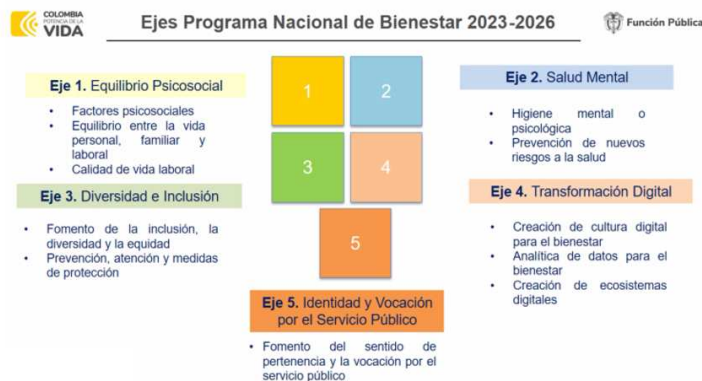 COLOMBIA
POTENCIA DE LA
VIDA
Ejes Programa Nacional de Bienestar 2023-2026
Función Pública
Eje 1. Equilibrio Psicosocial
• Factores psicosociales
• Equilibrio entre la vida
personal, familiar y
laboral
• Calidad de vida laboral
1
2
3
4
5
Eje 2. Salud Mental
• Higiene mental o
psicológica
• Prevención de nuevos
riesgos a la salud
Eje 3. Diversidad e Inclusión
• Fomento de la inclusión, la
diversidad y la equidad
• Prevención, atención y medidas
de protección
Eje 4. Transformación Digital
• Creación de cultura digital
para el bienestar
• Analítica de datos para el
bienestar
• Creación de ecosistemas
digitales
Eje 5. Identidad y Vocación
por el Servicio Público
• Fomento del sentido de
pertenencia y la vocación por el
servicio público